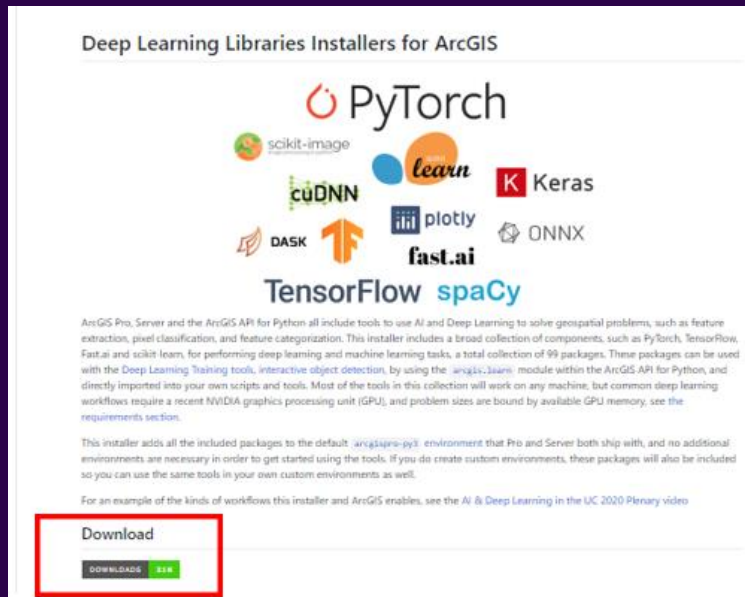 Deep Learning Libraries Installers for ArcGIS
PyTorch
scikit-image
learn
cuDNN
K Keras
plotly
DASK
ONNX
fast.ai
TensorFlow spaCy
ArcGIS Pro, Server and the ArcGIS API for Python all include tools to use AI and Deep Learning to solve geospatial problems, such as feature
extraction, pixel classification, and feature categorization. This installer includes a broad collection of components, such as PyTorch, TensorFlow,
Fast.ai and scikit-learn, for performing deep learning and machine learning tasks, a total collection of 99 packages. These packages can be used
with the Deep Learning Training tools, interactive object detection, by using the arcgis.learn module within the ArcGIS API for Python, and
directly imported into your own scripts and tools. Most of the tools in this collection will work on any machine, but common deep learning
workflows require a recent NVIDIA graphics processing unit (GPU), and problem sizes are bound by available GPU memory, see the
requirements section.
This installer adds all the included packages to the default arcgispro-py3 environment that Pro and Server both ship with, and no additional
environments are necessary in order to get started using the tools. If you do create custom environments, these packages will also be included
so you can use the same tools in your own custom environments as well.
For an example of the kinds of workflows this installer and ArcGIS enables, see the AI & Deep Learning in the UC 2020 Plenary video
Download
DOWNLOADS